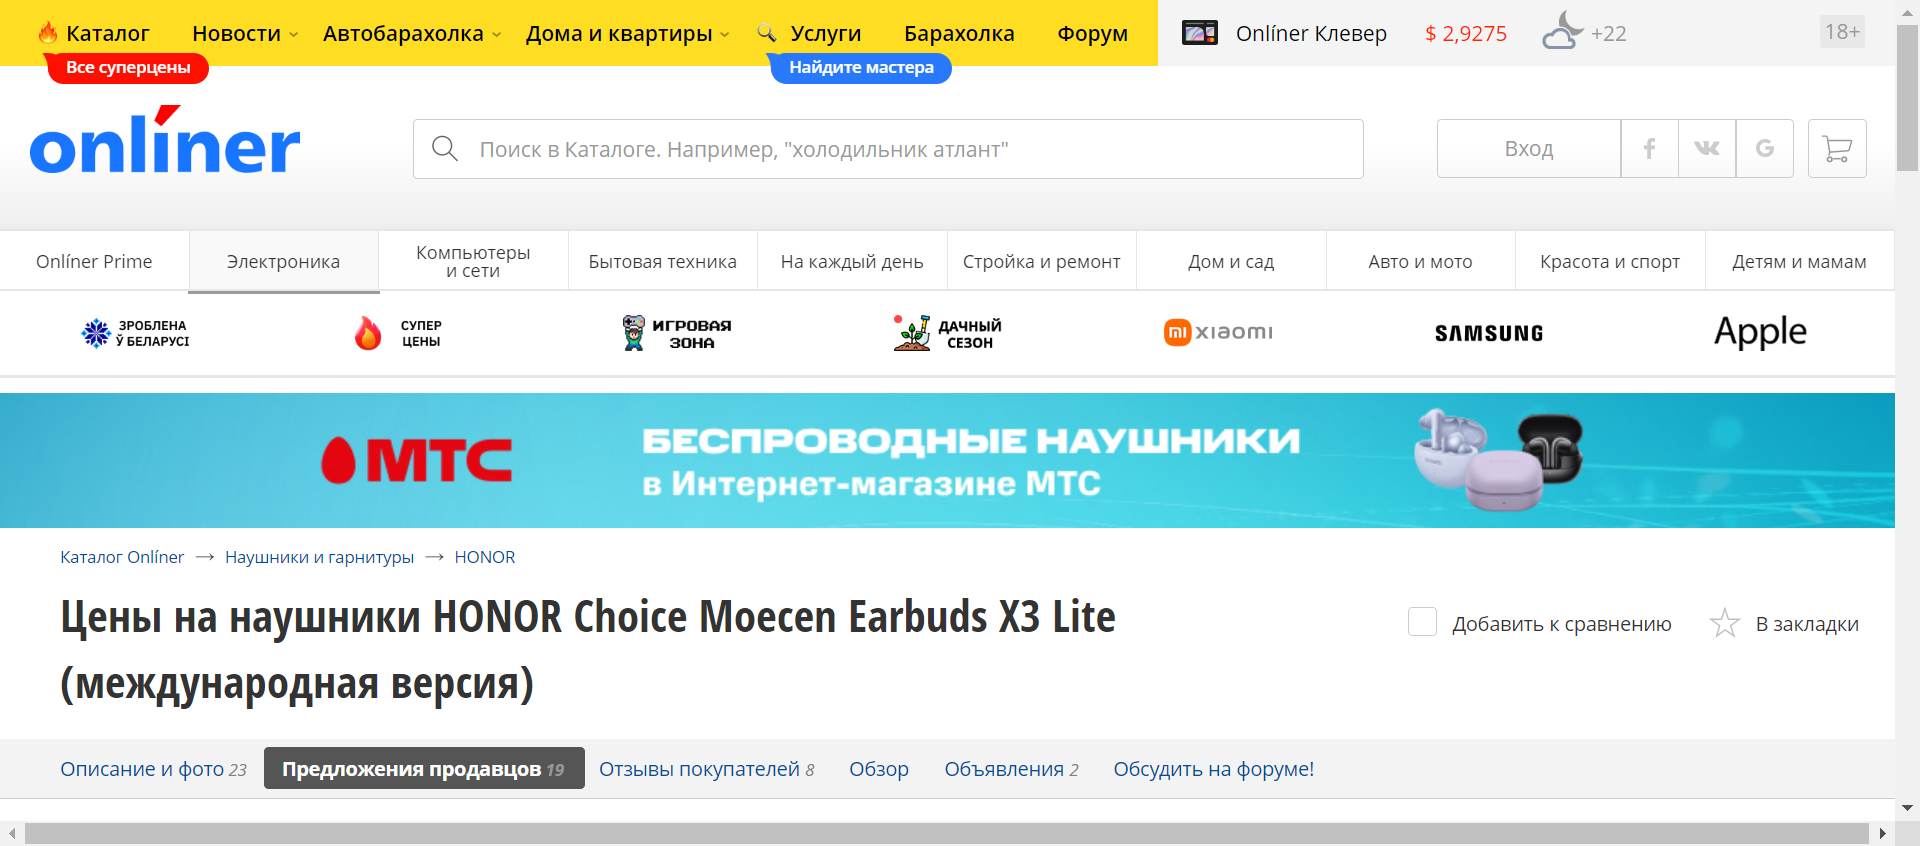 Каталог Новости Автобарахолка Дома и квартиры Услуги Барахолка Форум Onlíner Клевер $ 2,9275 +22 18+
Все суперцены Найдите мастера
onlíner
Поиск в Каталоге. Например, "холодильник атлант"
Вход
Onlíner Prime
Электроника
Компьютеры
и сети
Бытовая техника
На каждый день
Стройка и ремонт
Дом и сад
Авто и мото
Красота и спорт
Детям и мамам
ЗРОБЛЕНА
Ў БЕЛАРУСІ
СУПЕР
ЦЕНЫ
ИГРОВАЯ
ЗОНА
ДАЧНЫЙ
СЕЗОН
xiaomi
SAMSUNG
Apple
МТС
БЕСПРОВОДНЫЕ НАУШНИКИ
в Интернет-магазине МТС
Каталог Onlíner → Наушники и гарнитуры → HONOR
Цены на наушники HONOR Choice Moecen Earbuds X3 Lite
(международная версия)
Добавить к сравнению
В закладки
Описание и фото 23 Предложения продавцов 19 Отзывы покупателей 8 Обзор Объявления 2 Обсудить на форуме!